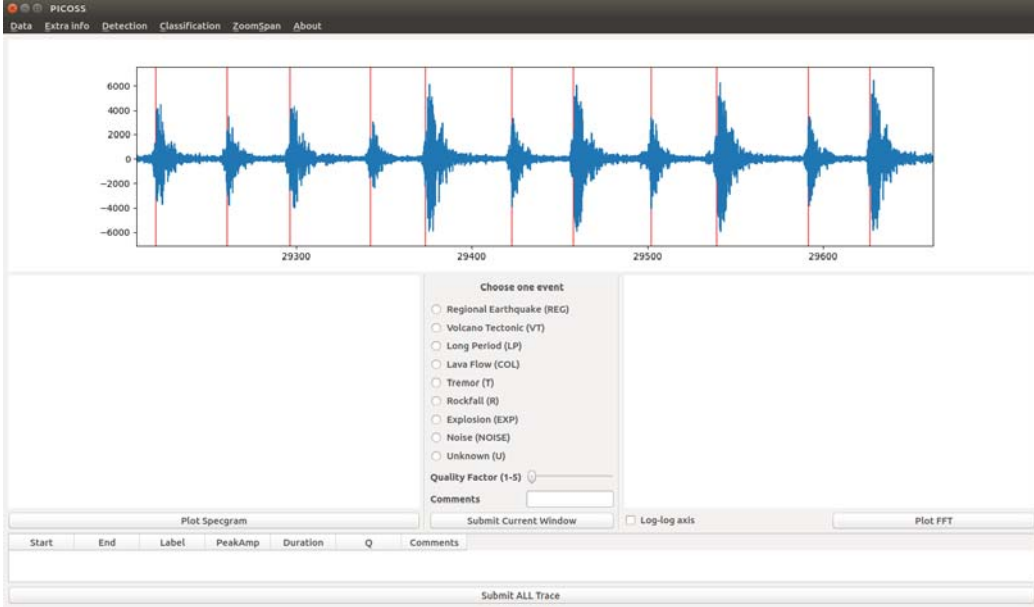 PICOSS
Data Extra info Detection Classification ZoomSpan About
6000
4000
2000
0
−2000
−4000
−6000
29300 29400 29500 29600
Choose one event
Regional Earthquake (REG)
Volcano Tectonic (VT)
Long Period (LP)
Lava Flow (COL)
Tremor (T)
Rockfall (R)
Explosion (EXP)
Noise (NOISE)
Unknown (U)
Quality Factor (1-5)
Comments
Plot Specgram Submit Current Window Log-log axis Plot FFT
Start End Label PeakAmp Duration Q Comments
Submit ALL Trace